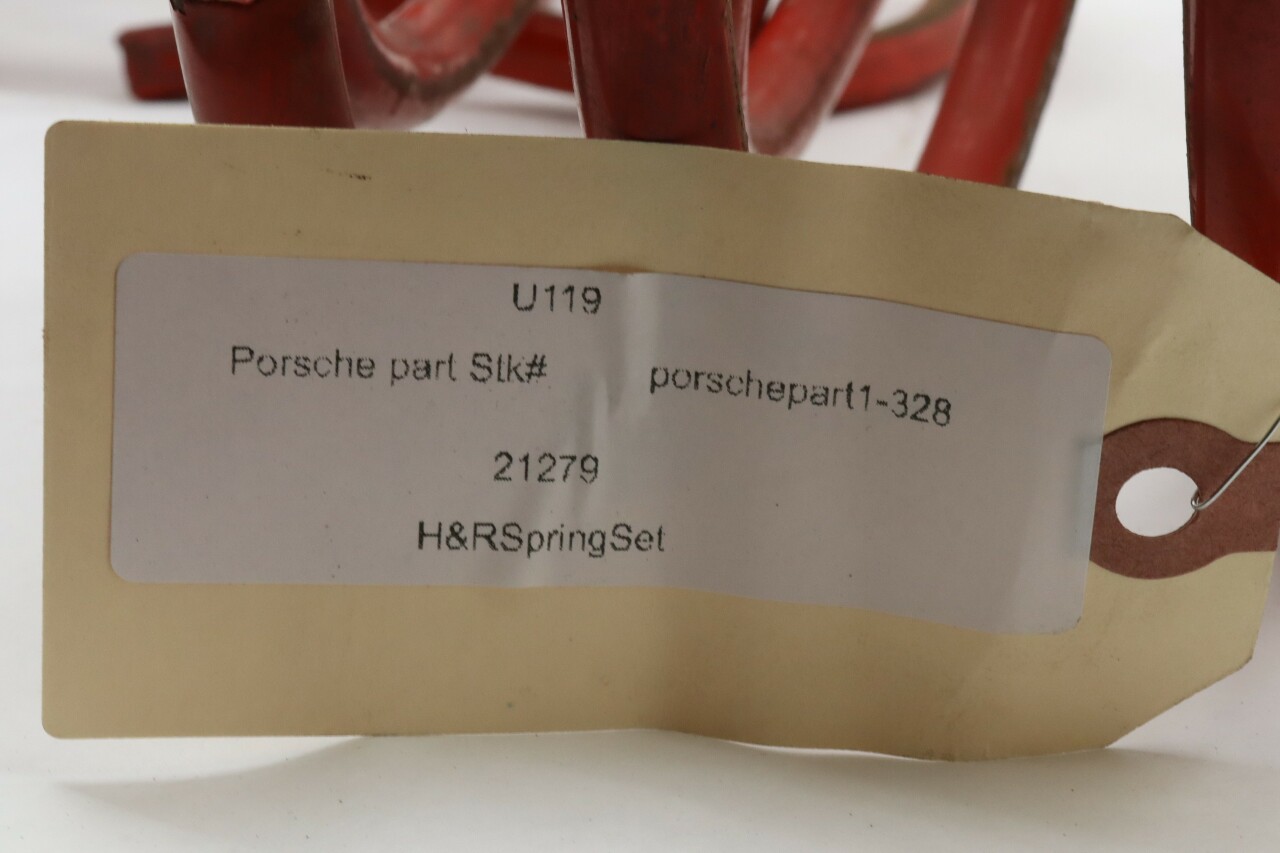 U119
Porsche part Stk# porschepart1-328
21279
H&RSpringSet